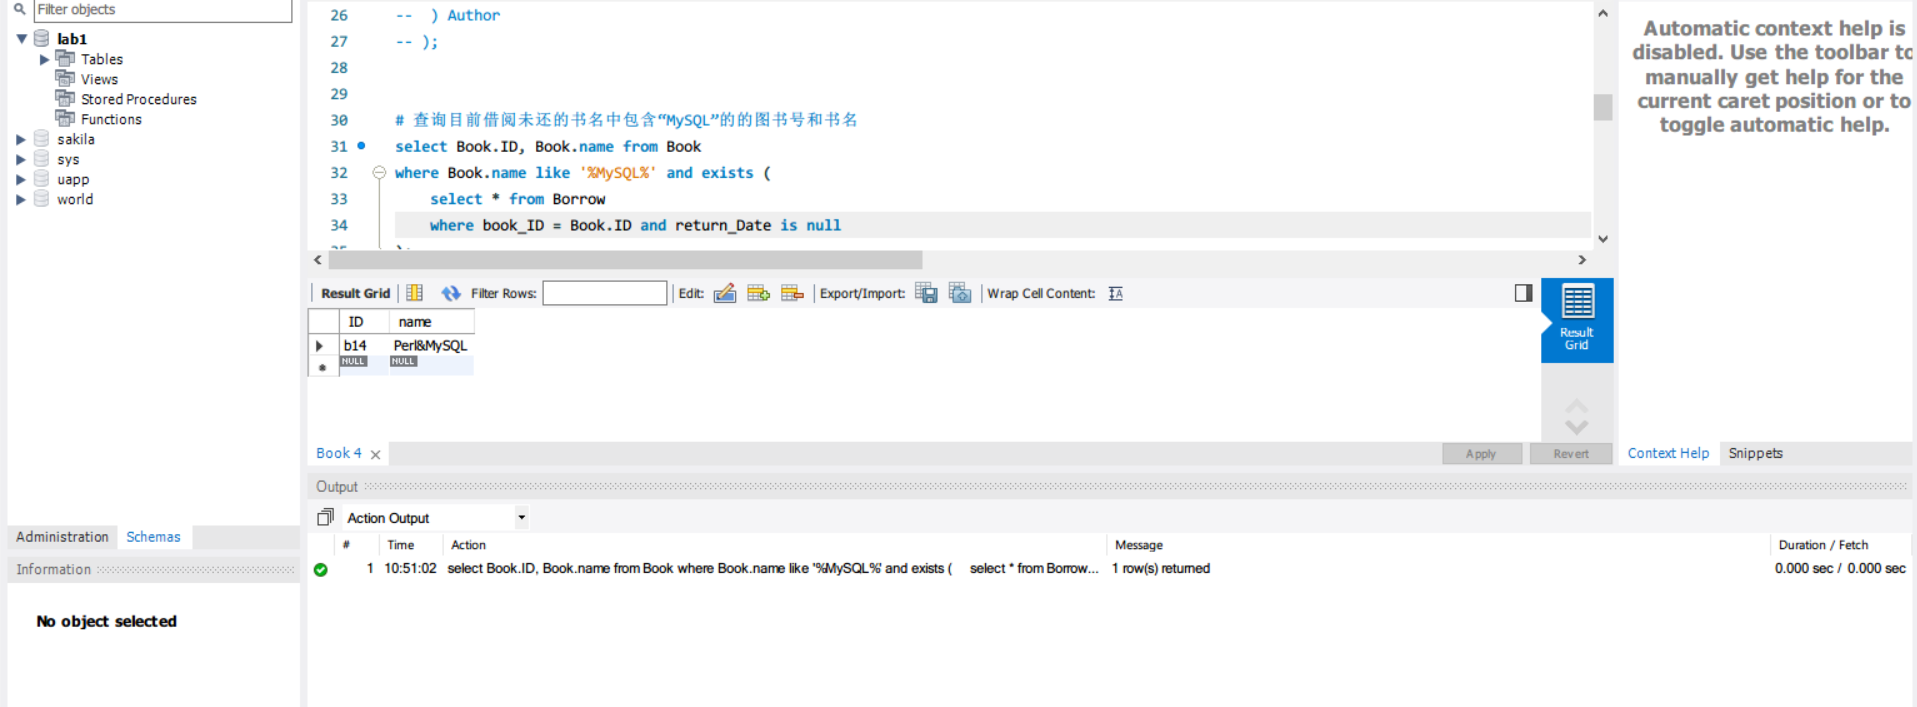 Filter objects
lab1
Tables
Views
Stored Procedures
Functions
sakila
sys
uapp
world
Administration
Schemas
Information
No object selected
26 -- ) Author
27 -- );
28
29
30 # 查询目前借阅未还的书名中包含“MySQL”的的图书号和书名
31 select Book.ID, Book.name from Book
32 where Book.name like '%MySQL%' and exists (
33 select * from Borrow
34 where book_ID = Book.ID and return_Date is null
35 );
Result Grid
Filter Rows:
Edit:
Export/Import:
Wrap Cell Content:
ID name
b14 Perl&MySQL
NULL NULL
Result
Grid
Book 4
Apply
Revert
Output
Action Output
# Time Action Message Duration / Fetch
1 10:51:02 select Book.ID, Book.name from Book where Book.name like '%MySQL%' and exists ( select * from Borrow... 1 row(s) returned 0.000 sec / 0.000 sec
Automatic context help is
disabled. Use the toolbar to
manually get help for the
current caret position or to
toggle automatic help.
Context Help
Snippets